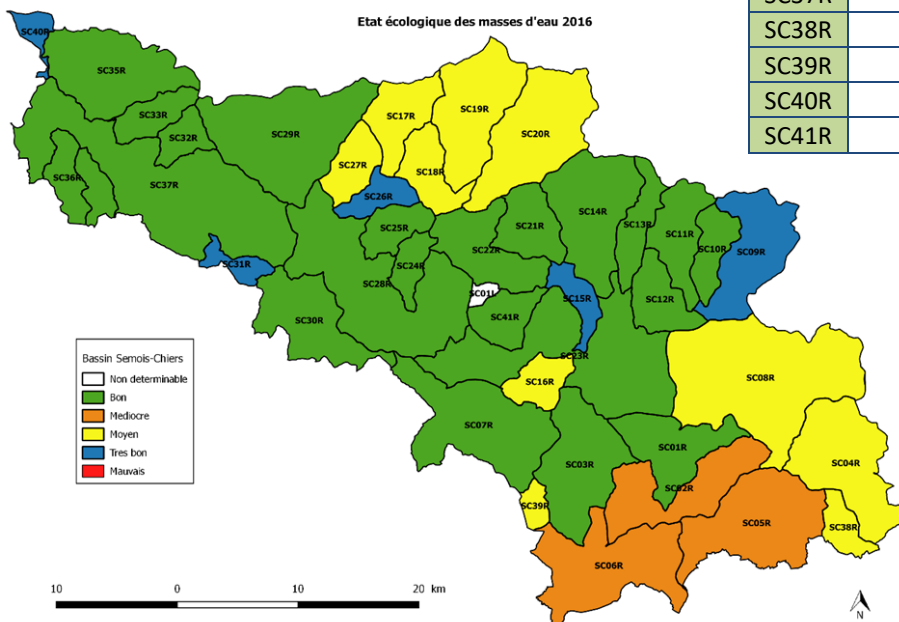 Etat écologique des masses d'eau 2016
SC37R
SC38R
SC39R
SC40R
SC41R
SC40R
SC35R
SC33R
SC32R
SC29R
SC36R
SC37R
SC31R
SC17R
SC19R
SC20R
SC27R
SC18R
SC26R
SC25R
SC21R
SC14R
SC13R
SC11R
SC10R
SC09R
SC22R
SC24R
SC28R
SC01L
SC15R
SC12R
SC30R
SC41R
SC23R
SC16R
SC08R
SC07R
SC01R
SC03R
SC04R
SC02R
SC39R
SC05R
SC38R
SC06R
Bassin Semois-Chiers
Non determinable
Bon
Mediocre
Moyen
Tres bon
Mauvais
10 0 10 20 km
N